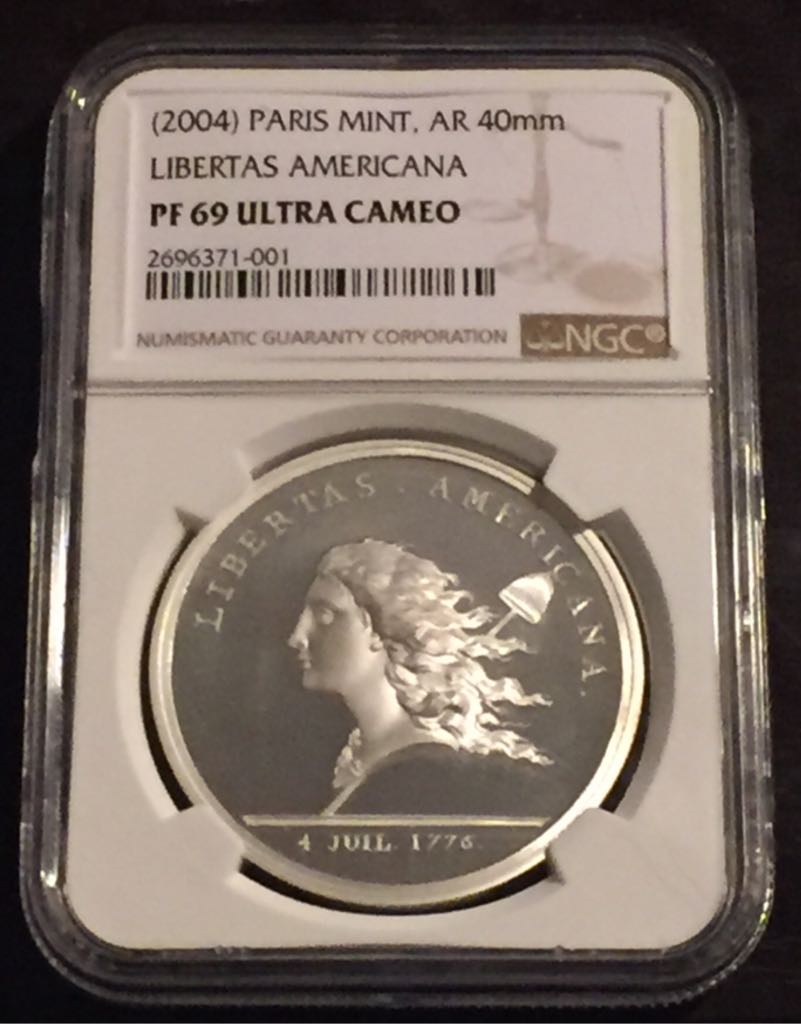 (2004) PARIS MINT, AR 40mm
LIBERTAS AMERICANA
PF 69 ULTRA CAMEO
2696371-001
NUMISMATIC GUARANTY CORPORATION NGC®
LIBERTAS . AMERICANA.
4 JUIL. 1776.